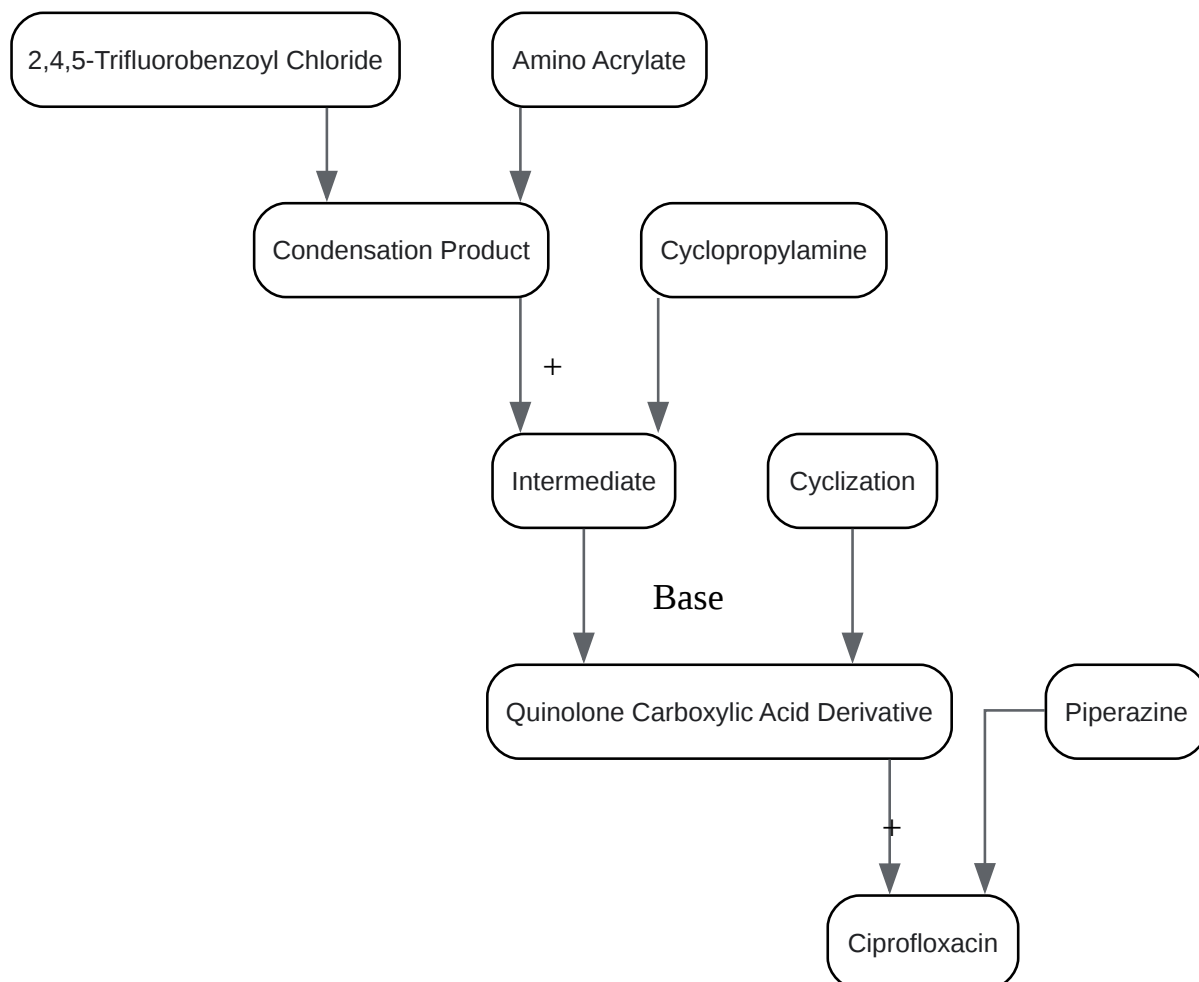 2,4,5-Trifluorobenzoyl Chloride
Amino Acrylate
Condensation Product
Cyclopropylamine
+
Intermediate
Cyclization
Base
Quinolone Carboxylic Acid Derivative
Piperazine
+
Ciprofloxacin